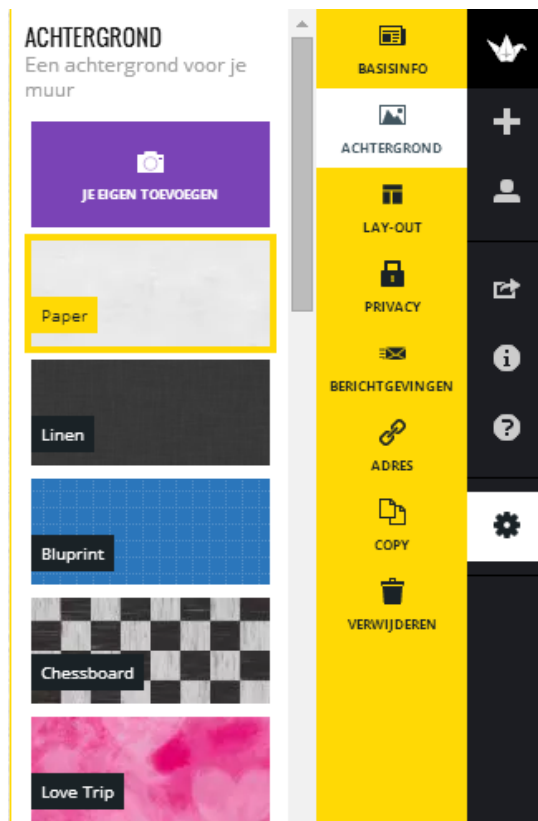 ACHTERGROND
Een achtergrond voor je
muur
JE EIGEN TOEVOEGEN
Paper
Linen
Bluprint
Chessboard
Love Trip
BASISINFO
ACHTERGROND
LAY-OUT
PRIVACY
BERICHTGEVINGEN
ADRES
COPY
VERWIJDEREN